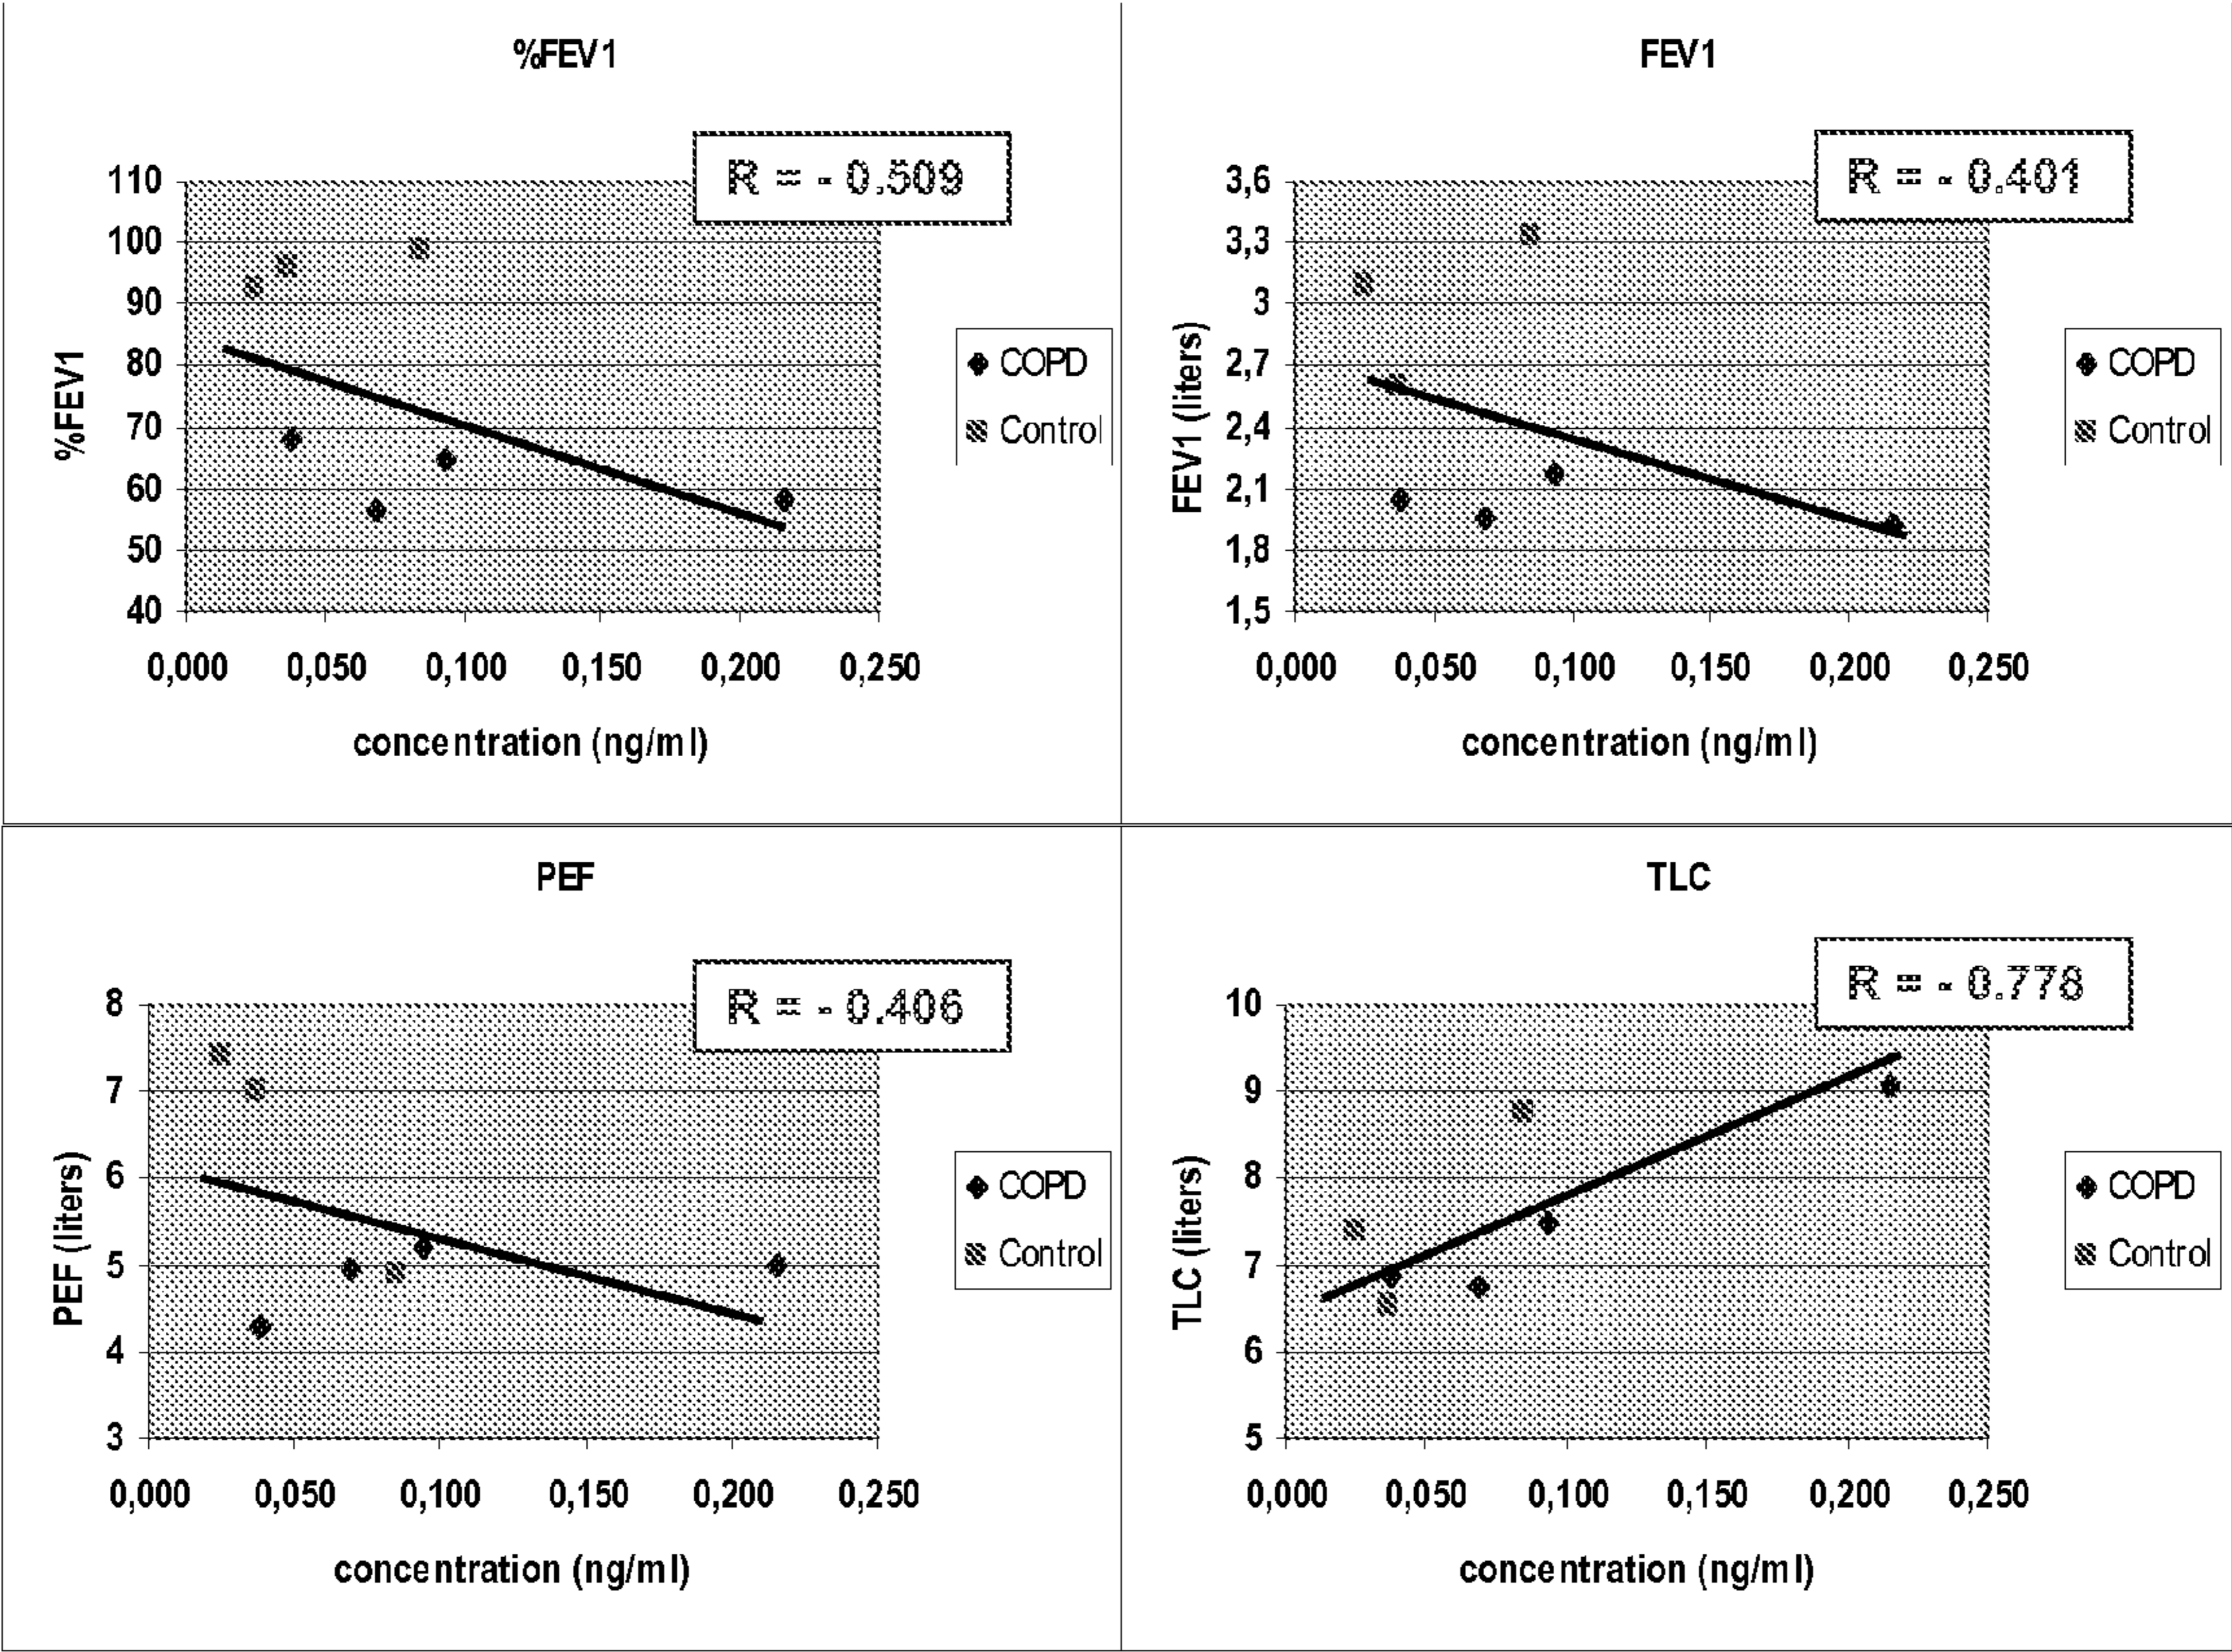 %FEV1
R = - 0.509
110
100
90
80
70
60
50
40
%FEV1
0,000 0,050 0,100 0,150 0,200 0,250
concentration (ng/ml)
COPD
Control
FEV1
R = - 0.401
3,6
3,3
3
2,7
2,4
2,1
1,8
1,5
FEV1 (liters)
0,000 0,050 0,100 0,150 0,200 0,250
concentration (ng/ml)
COPD
Control
PEF
R = - 0.406
8
7
6
5
4
3
PEF (liters)
0,000 0,050 0,100 0,150 0,200 0,250
concentration (ng/ml)
COPD
Control
TLC
R = - 0.778
10
9
8
7
6
5
TLC (liters)
0,000 0,050 0,100 0,150 0,200 0,250
concentration (ng/ml)
COPD
Control